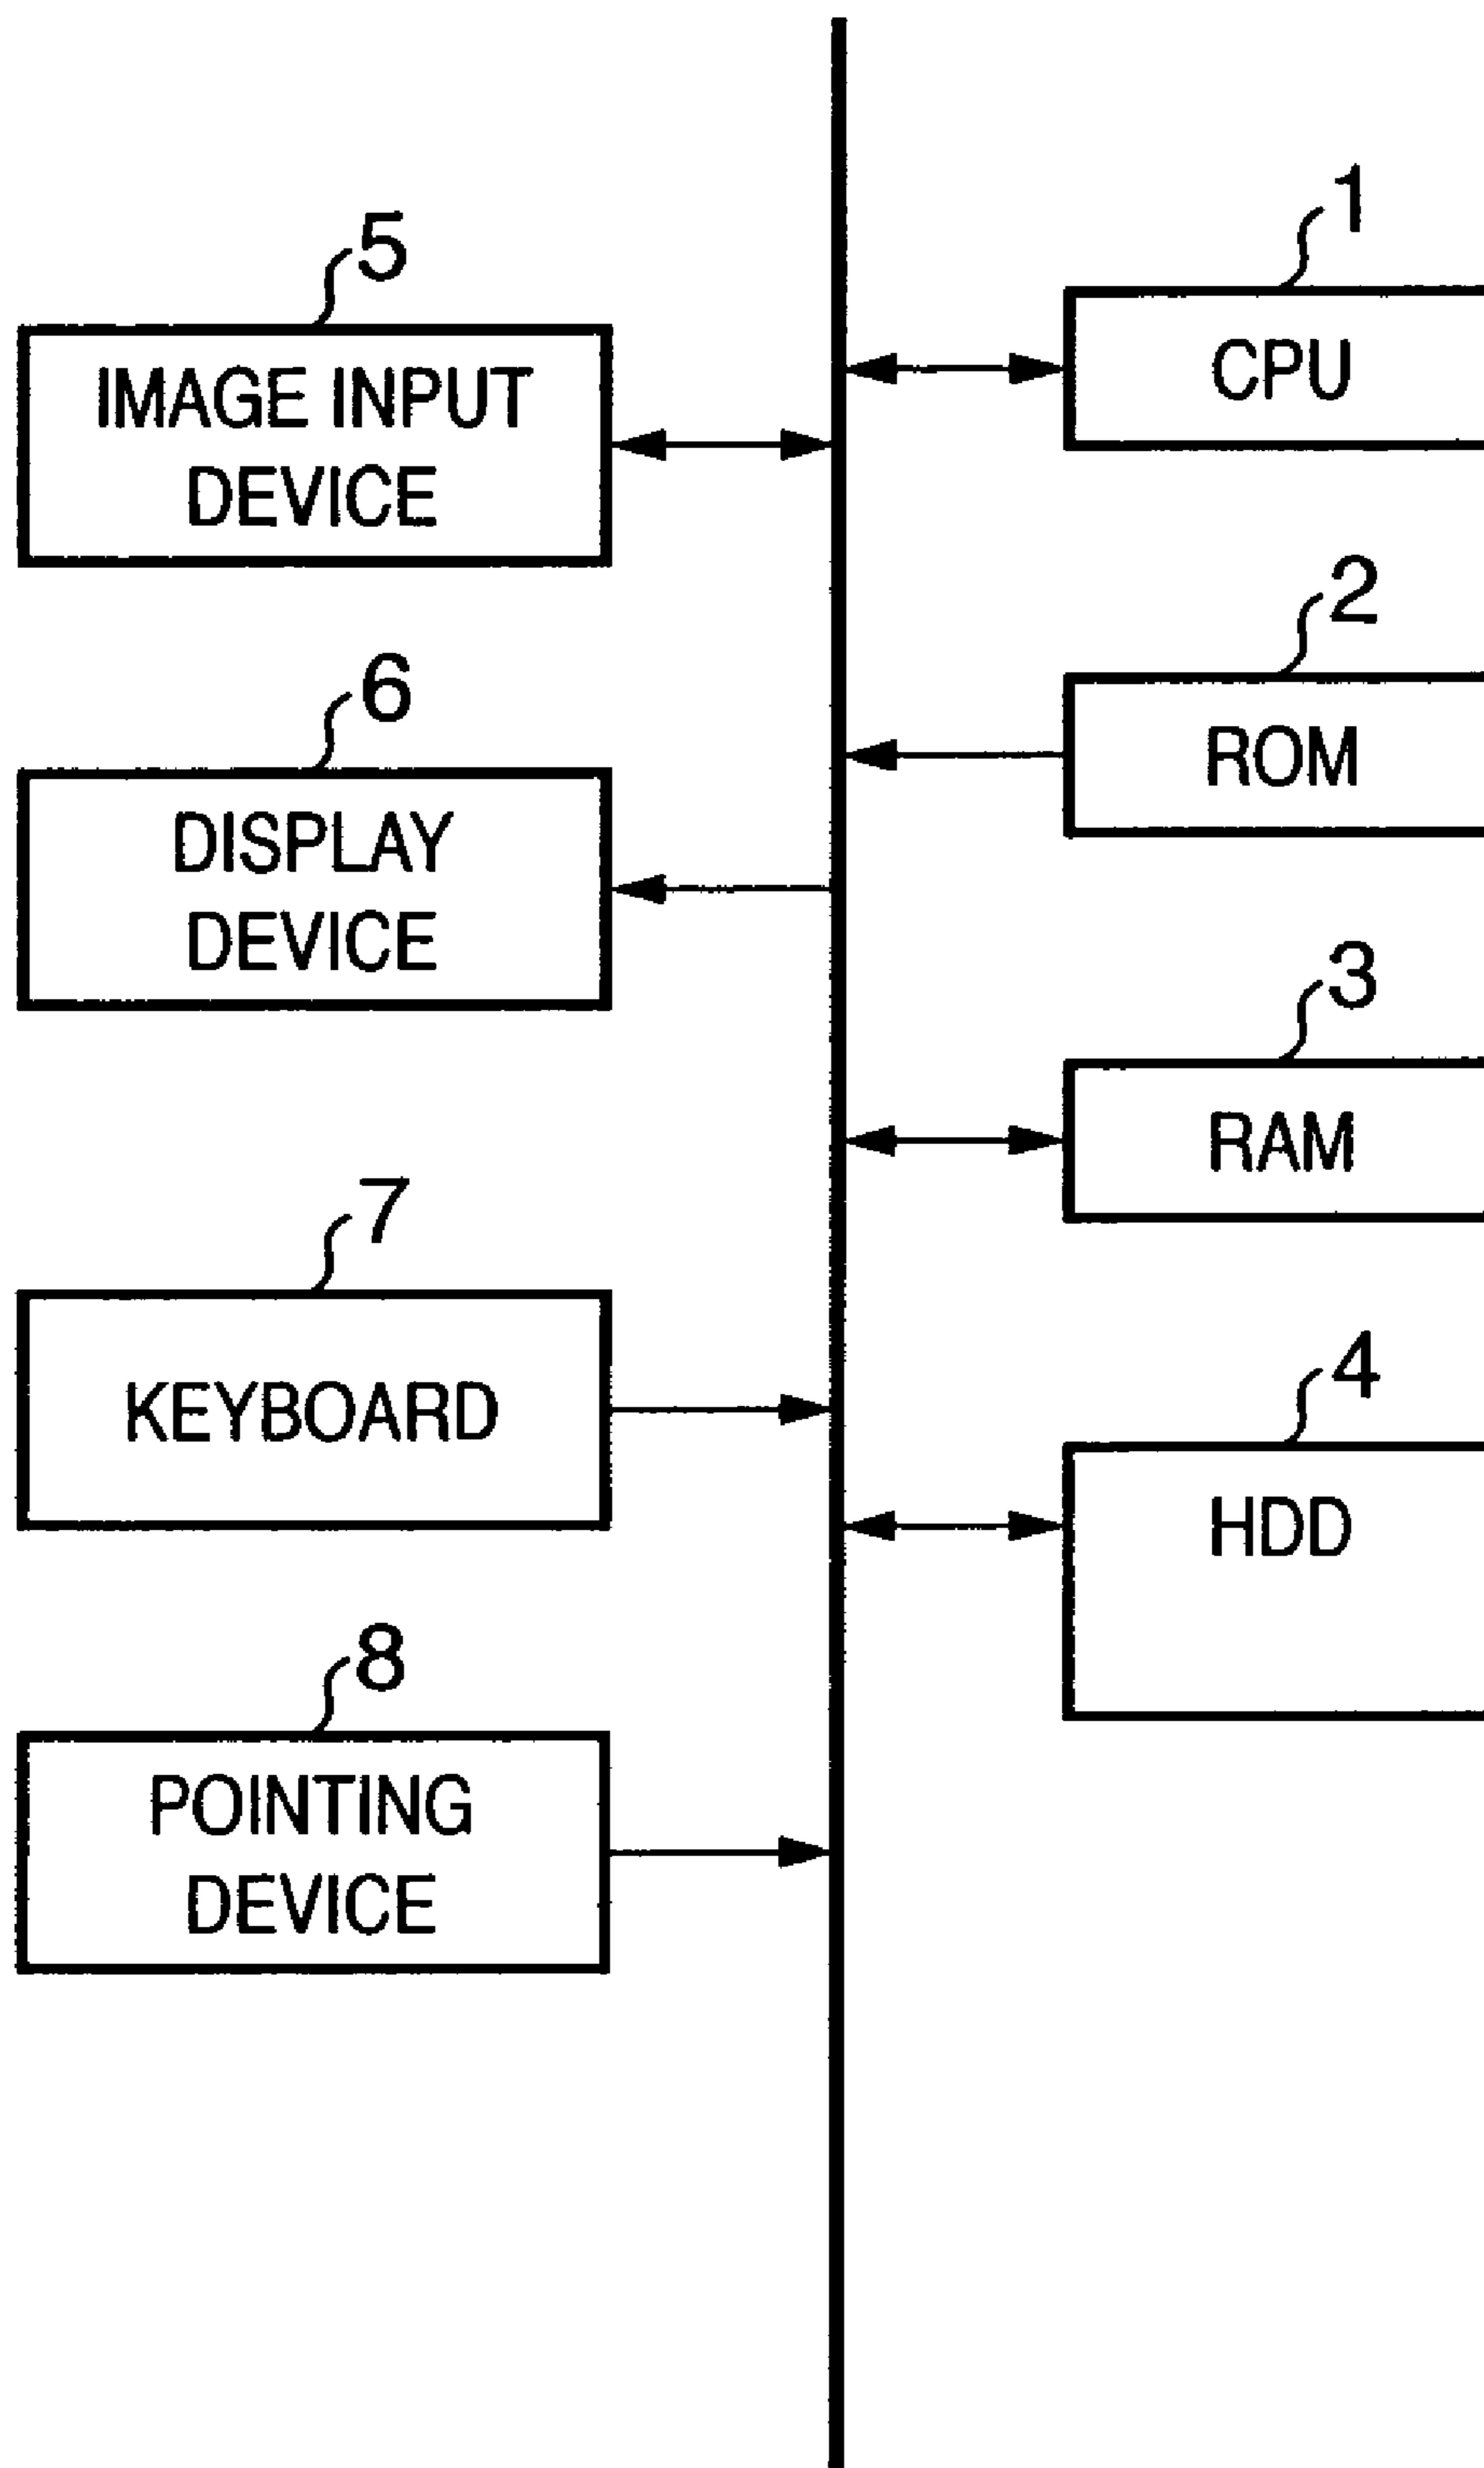 5
IMAGE INPUT
DEVICE
6
DISPLAY
DEVICE
7
KEYBOARD
8
POINTING
DEVICE
1
CPU
2
ROM
3
RAM
4
HDD